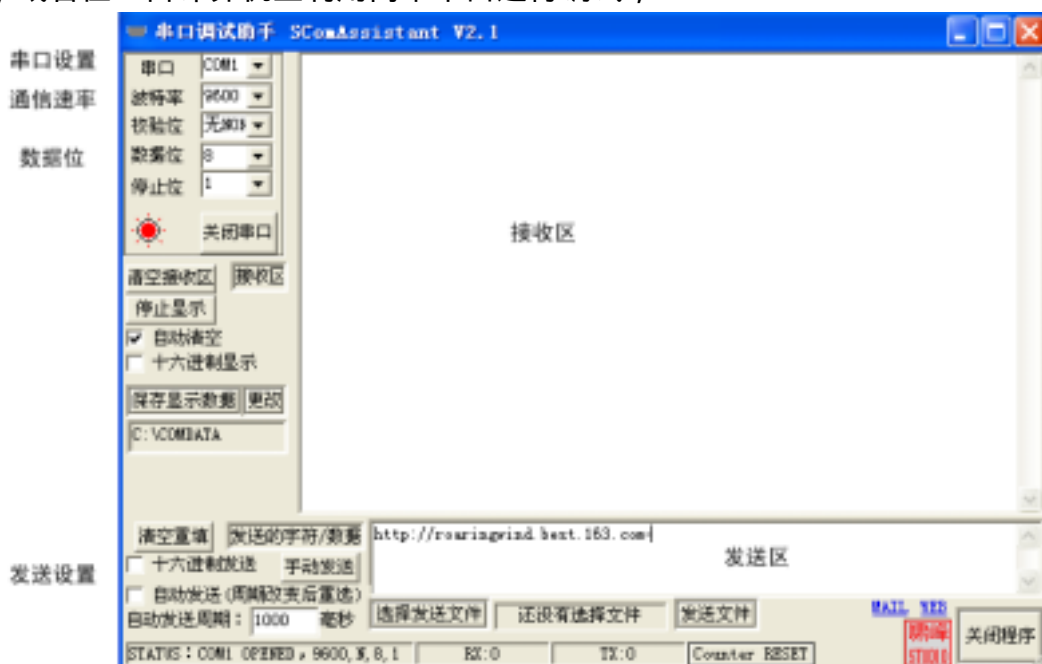 串口调试助手 SComAssistant V2.1
串口设置
串口 COM1
通信速率
波特率 9600
校验位 无NON
数据位
数据位 8
停止位 1
关闭串口
接收区
清空接收区 接收区
停止显示
自动清空
十六进制显示
保存显示数据 更改
C:\COMDATA
清空重填 发送的字符/数据 http://roaringwind.best.163.com
发送区
发送设置
十六进制发送 手动发送
自动发送(周期改变后重选)
自动发送周期: 1000 毫秒 选择发送文件 还没有选择文件 发送文件
MAIL WEB
STUDIO
关闭程序
STATUS:COM1 OPENED,9600,N,8,1 RX:0 TX:0 Counter RESET